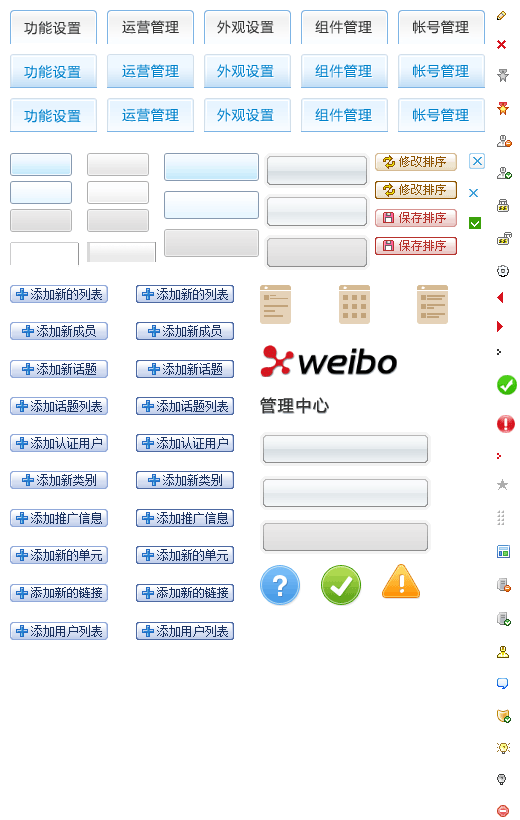 功能设置 运营管理 外观设置 组件管理 帐号管理
功能设置 运营管理 外观设置 组件管理 帐号管理
功能设置 运营管理 外观设置 组件管理 帐号管理
修改排序
修改排序
保存排序
保存排序
添加新的列表 添加新的列表
添加新成员 添加新成员
添加新话题 添加新话题
添加话题列表 添加话题列表
添加认证用户 添加认证用户
添加新类别 添加新类别
添加推广信息 添加推广信息
添加新的单元 添加新的单元
添加新的链接 添加新的链接
添加用户列表 添加用户列表
weibo
管理中心